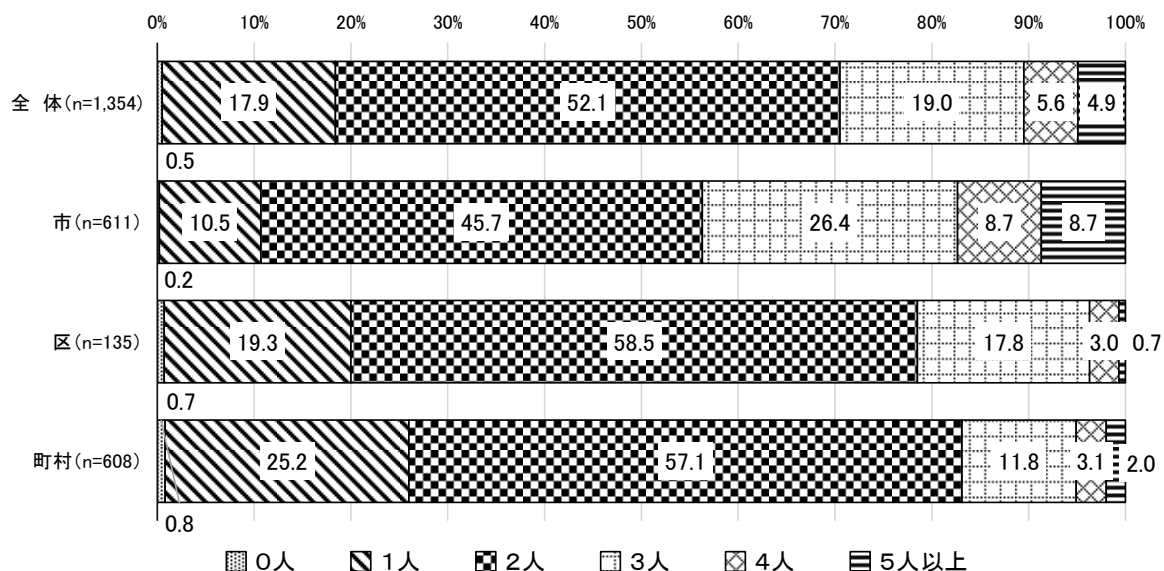 0% 10% 20% 30% 40% 50% 60% 70% 80% 90% 100%
全 体(n=1,354) 17.9 52.1 19.0 5.6 4.9
0.5
市(n=611) 10.5 45.7 26.4 8.7 8.7
0.2
区(n=135) 19.3 58.5 17.8 3.0 0.7
0.7
町村(n=608) 25.2 57.1 11.8 3.1 2.0
0.8
０人 １人 ２人 ３人 ４人 ５人以上